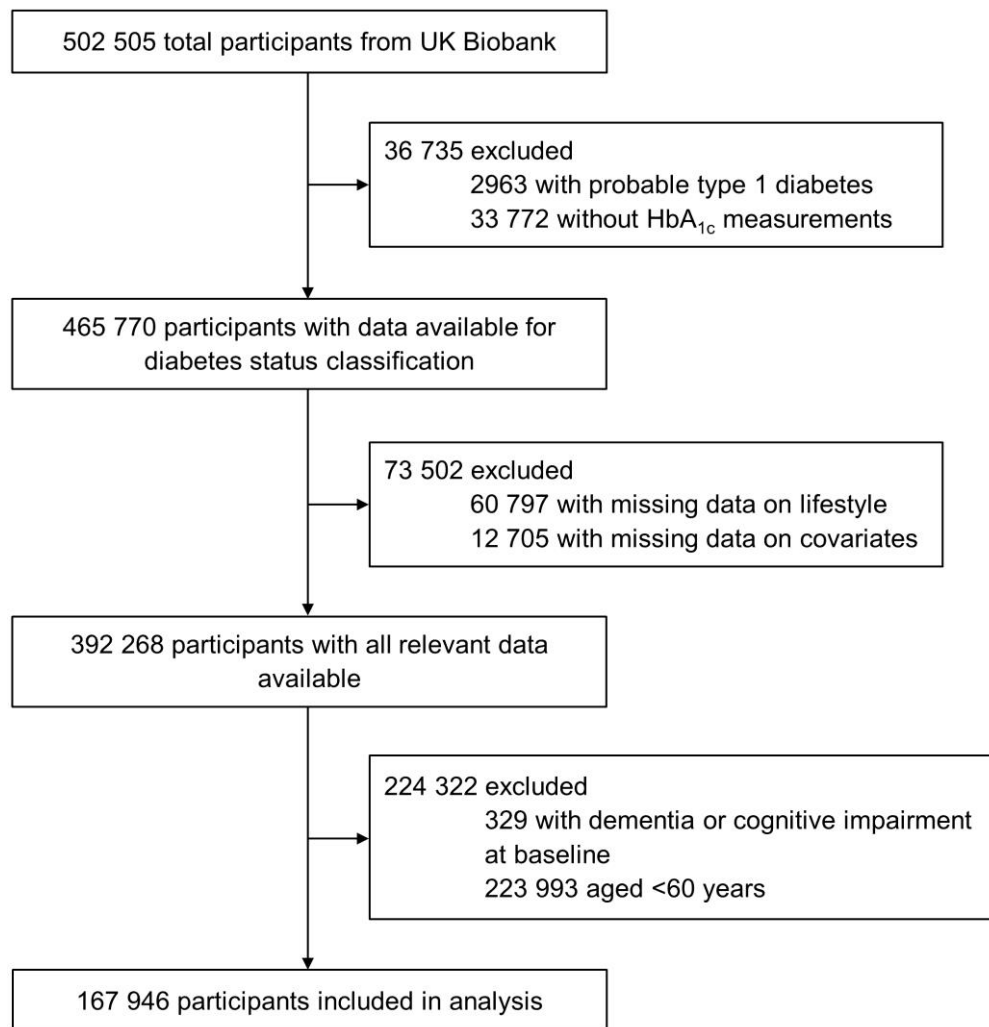 502 505 total participants from UK Biobank
36 735 excluded
2963 with probable type 1 diabetes
33 772 without HbA1c measurements
465 770 participants with data available for
diabetes status classification
73 502 excluded
60 797 with missing data on lifestyle
12 705 with missing data on covariates
392 268 participants with all relevant data
available
224 322 excluded
329 with dementia or cognitive impairment
at baseline
223 993 aged <60 years
167 946 participants included in analysis